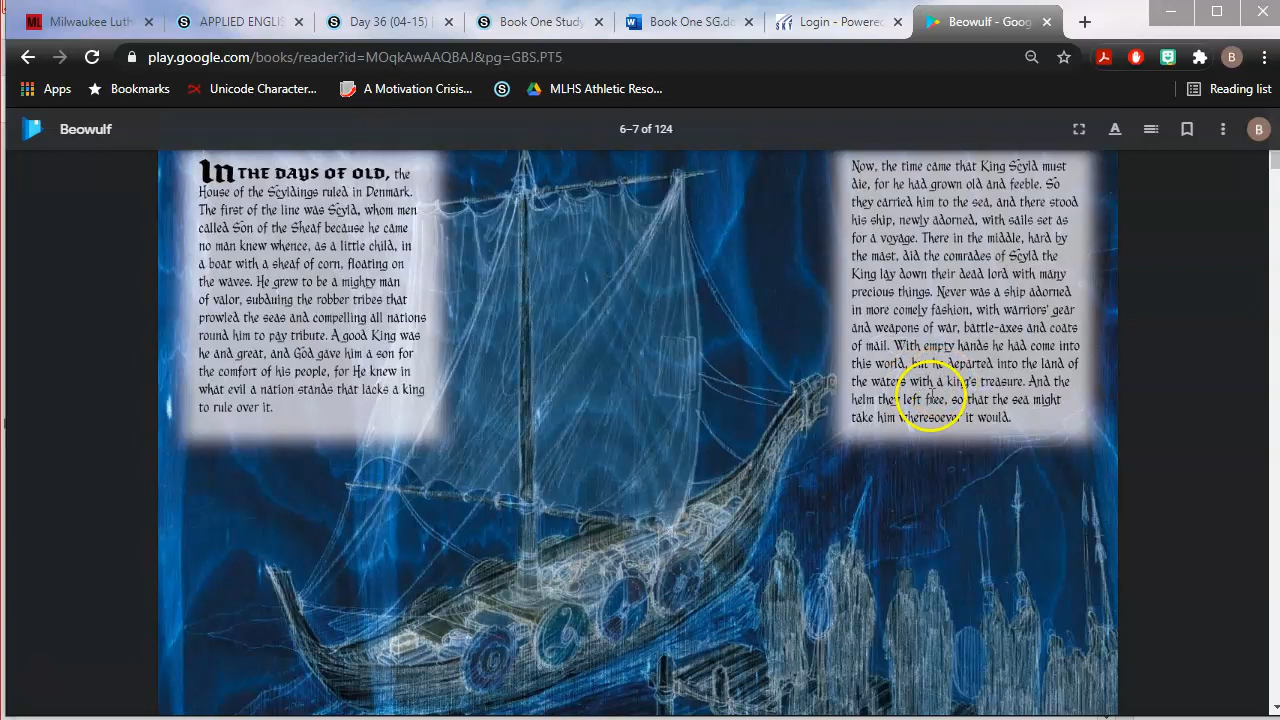 Milwaukee Luth
APPLIED ENGLIS
Day 36 (04-15) |
Book One Study
Book One SG.d
Login - Powere
Beowulf - Goog
play.google.com/books/reader?id=MOqkAwAAQBAJ&pg=GBS.PT5
B
Apps
Bookmarks
Unicode Character...
A Motivation Crisis...
MLHS Athletic Reso...
Reading list
Beowulf
6–7 of 124
B
In THE DAYS OF OLD, the
House of the Scyldings ruled in Denmark.
The first of the line was Scyld, whom men
called Son of the Sheaf because he came
no man knew whence, as a little child, in
a boat with a sheaf of corn, floating on
the waves. He grew to be a mighty man
of valor, subduing the robber tribes that
prowled the seas and compelling all nations
round him to pay tribute. A good King was
he and great, and God gave him a son for
the comfort of his people, for He knew in
what evil a nation stands that lacks a king
to rule over it.
Now, the time came that King Scyld must
die, for he had grown old and feeble. So
they carried him to the sea, and there stood
his ship, newly adorned, with sails set as
for a voyage. There in the middle, hard by
the mast, did the comrades of Scyld the
King lay down their dead lord with many
precious things. Never was a ship adorned
in more comely fashion, with warriors' gear
and weapons of war, battle-axes and coats
of mail. With empty hands he had come into
this world, but he departed into the land of
the waters with a king's treasure. And the
helm they left free, so that the sea might
take him wheresoever it would.